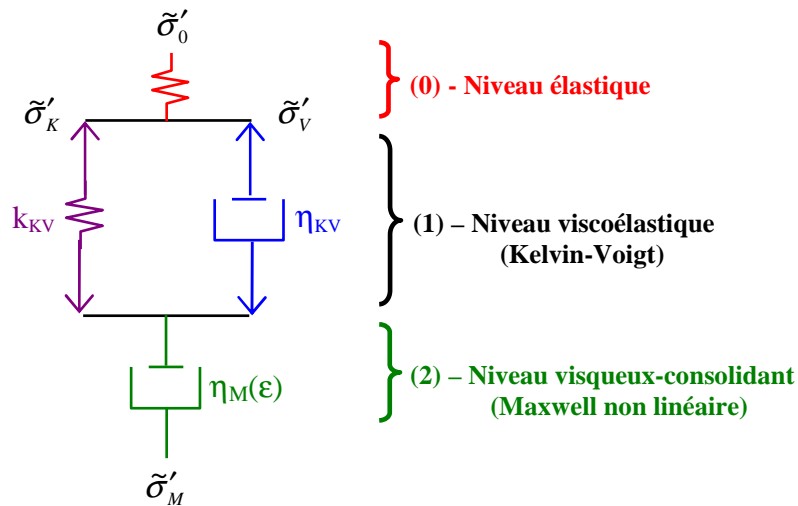 σ̃′₀
(0) - Niveau élastique
σ̃′K
σ̃′V
kKV
ηKV
(1) – Niveau viscoélastique
(Kelvin-Voigt)
ηM(ε)
(2) – Niveau visqueux-consolidant
(Maxwell non linéaire)
σ̃′M